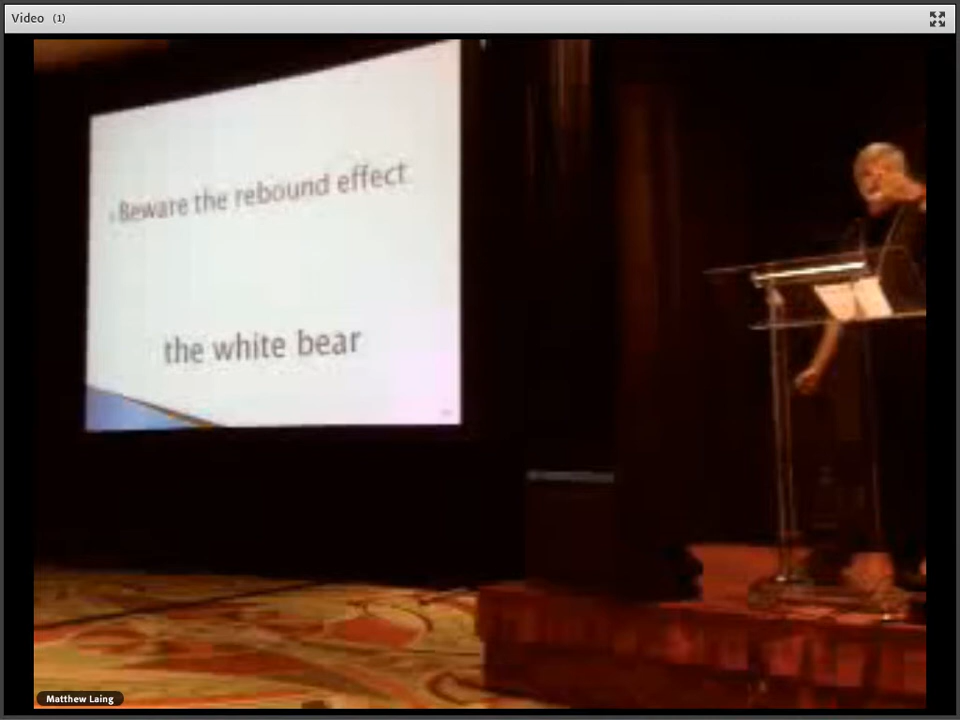 Video (1)
Beware the rebound effect
the white bear
Matthew Laing